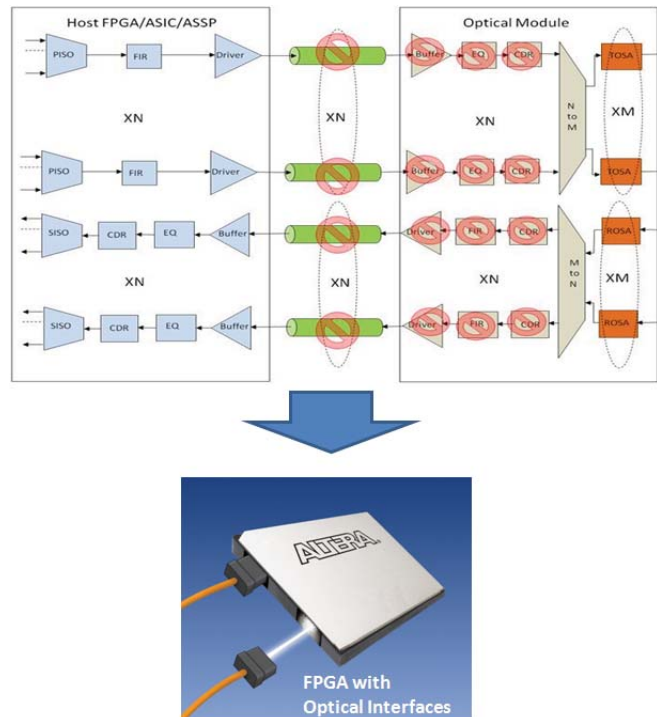 Host FPGA/ASIC/ASSP
Optical Module
PISO FIR Driver Buffer EQ CDR N to M TOSA
XN XN XN XM
PISO FIR Driver Buffer EQ CDR TOSA
SISO CDR EQ Buffer Driver FIR CDR M to N ROSA
XN XN XN XM
SISO CDR EQ Buffer Driver FIR CDR ROSA
ALTERA
FPGA with
Optical Interfaces